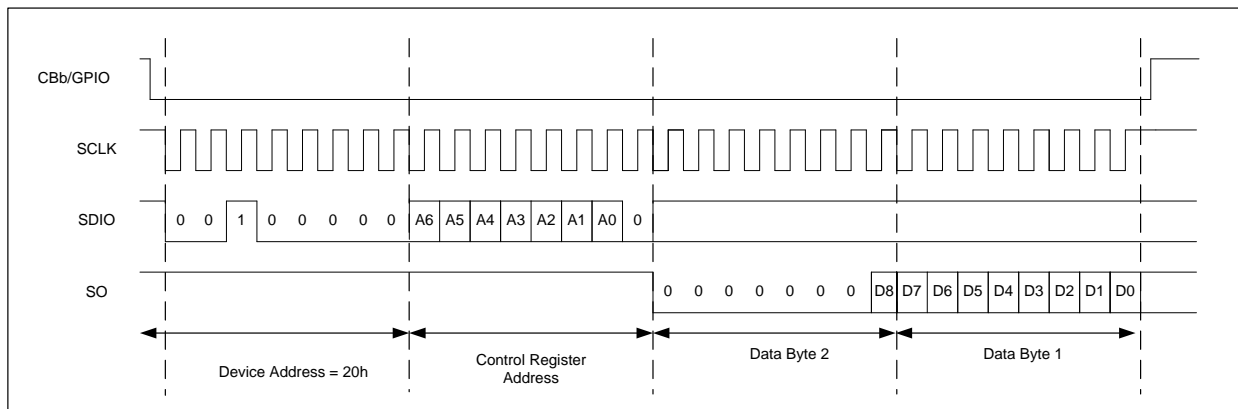 CBb/GPIO
SCLK
SDIO 0 0 1 0 0 0 0 0 A6 A5 A4 A3 A2 A1 A0 0
SO 0 0 0 0 0 0 0 D8 D7 D6 D5 D4 D3 D2 D1 D0
Device Address = 20h
Control Register
Address
Data Byte 2
Data Byte 1